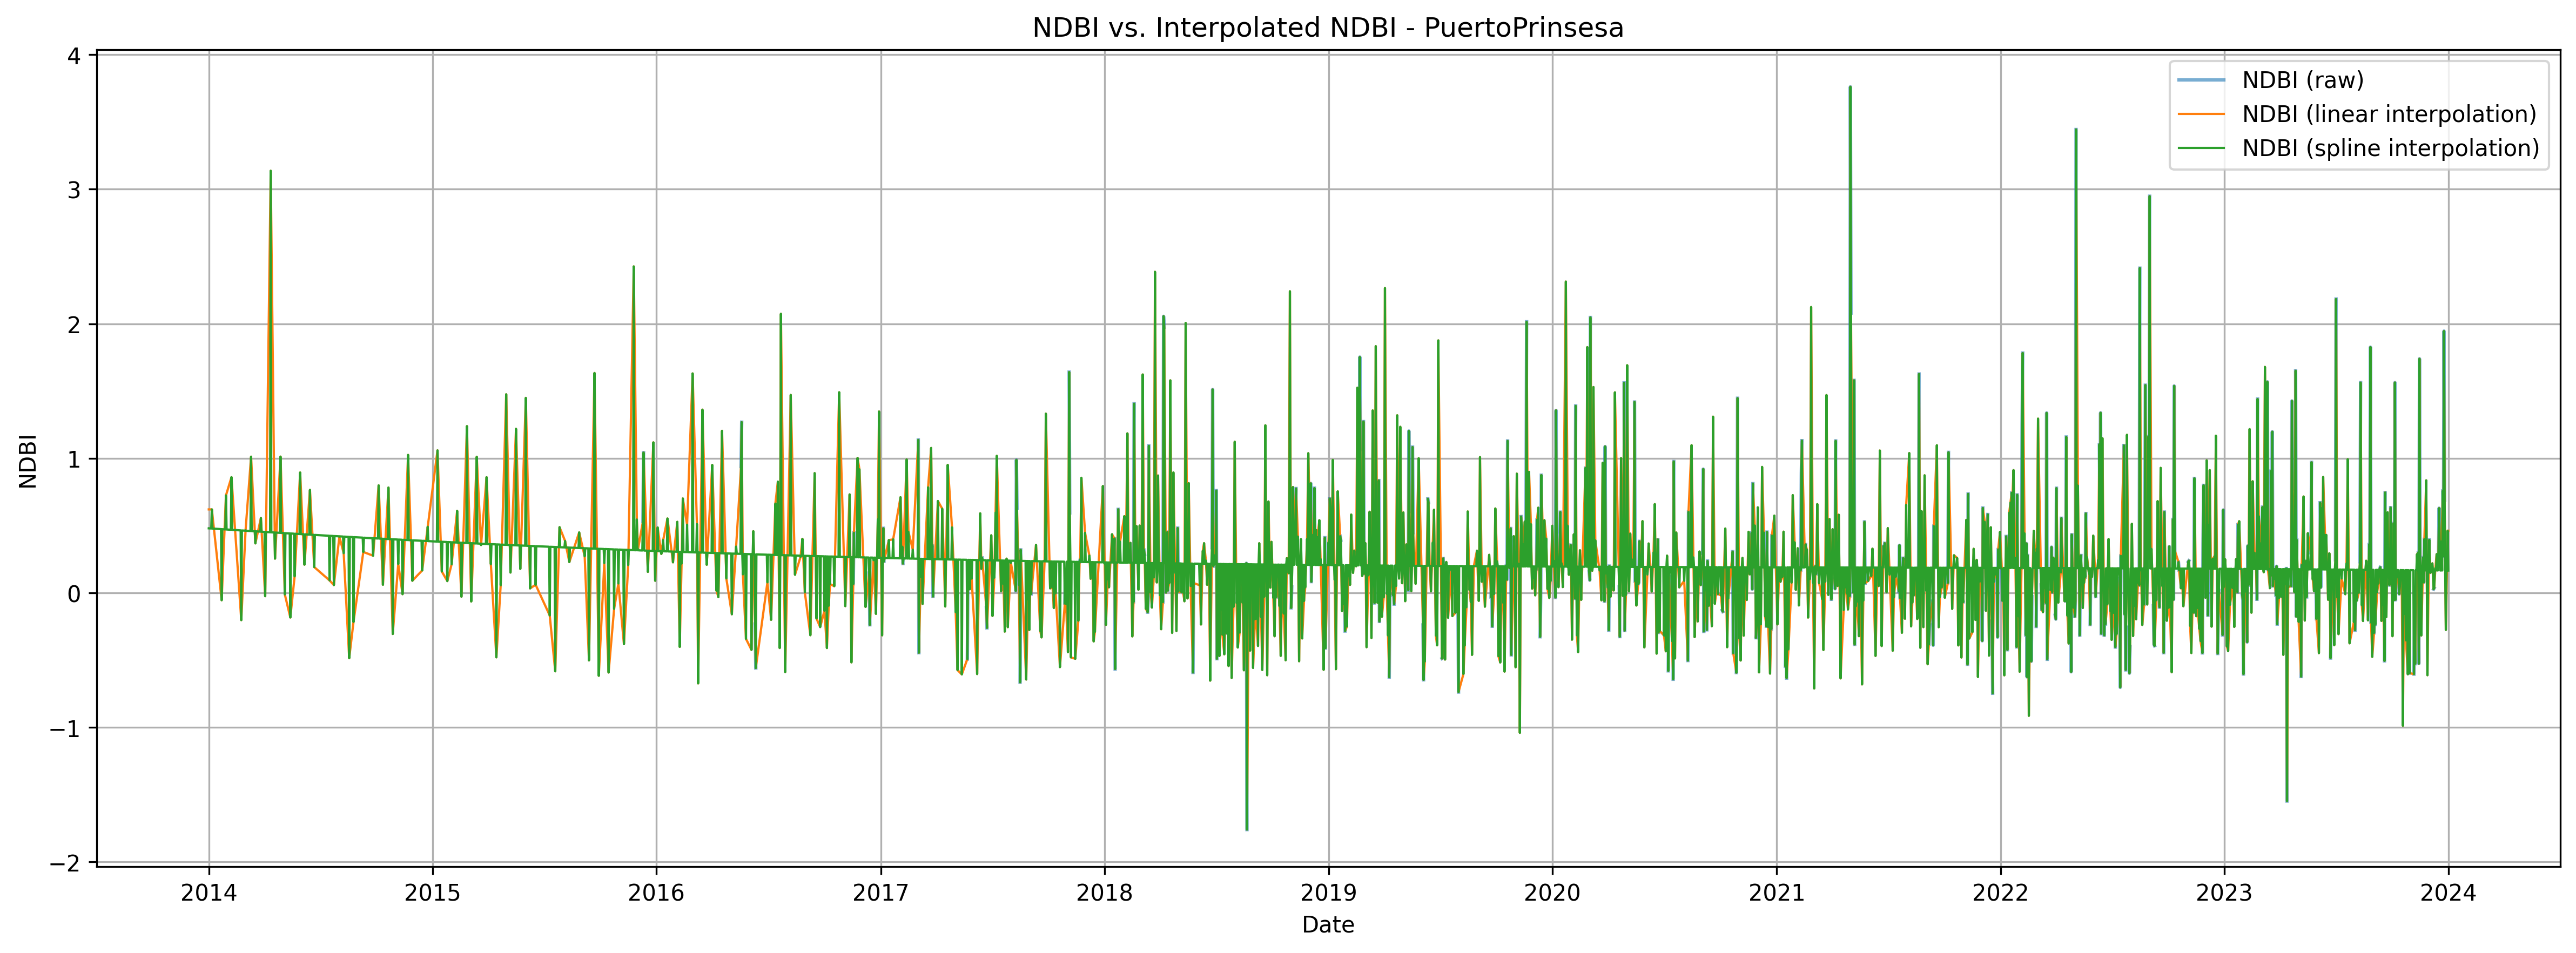 NDBI vs. Interpolated NDBI - PuertoPrinsesa
NDBI (raw)
NDBI (linear interpolation)
NDBI (spline interpolation)
NDBI
4
3
2
1
0
−1
−2
2014 2015 2016 2017 2018 2019 2020 2021 2022 2023 2024
Date